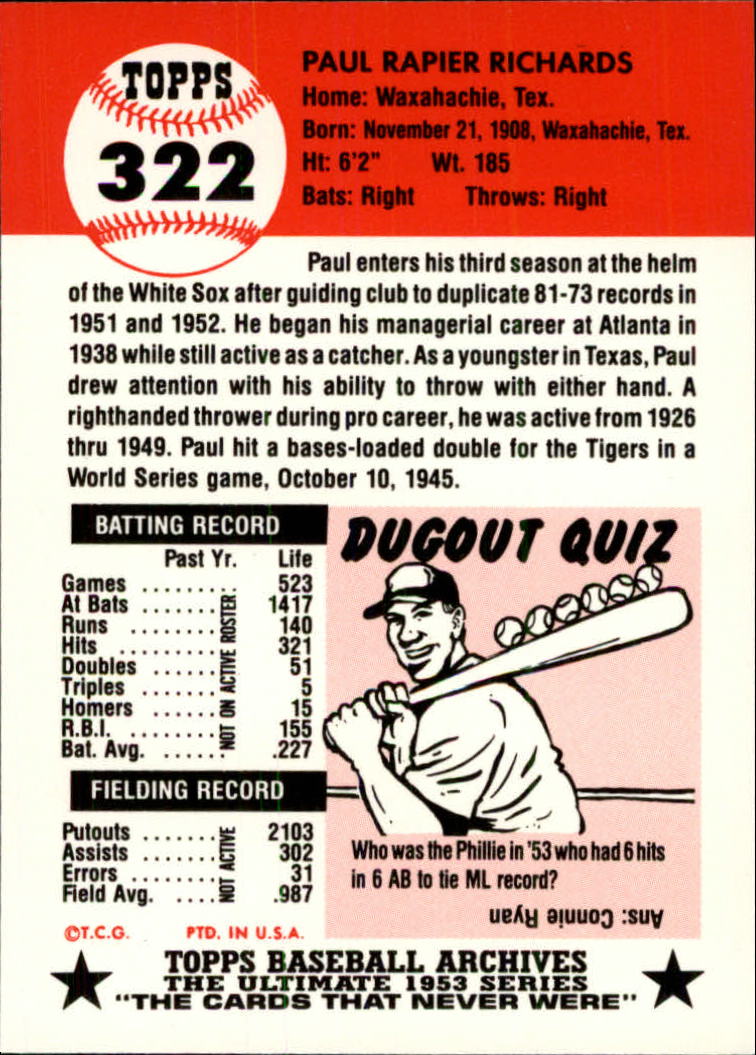 TOPPS
322
PAUL RAPIER RICHARDS
Home: Waxahachie, Tex.
Born: November 21, 1908, Waxahachie, Tex.
Ht: 6'2" Wt. 185
Bats: Right Throws: Right
Paul enters his third season at the helm
of the White Sox after guiding club to duplicate 81-73 records in
1951 and 1952. He began his managerial career at Atlanta in
1938 while still active as a catcher. As a youngster in Texas, Paul
drew attention with his ability to throw with either hand. A
righthanded thrower during pro career, he was active from 1926
thru 1949. Paul hit a bases-loaded double for the Tigers in a
World Series game, October 10, 1945.
BATTING RECORD
Past Yr. Life
Games ......... 523
At Bats ........ 1417
Runs ........ 140
Hits ......... 321
Doubles ...... 51
Triples ....... 5
Homers ...... 15
R.B.I. ........ 155
Bat. Avg. ..... .227
NOT ON ACTIVE ROSTER
FIELDING RECORD
Putouts ....... 2103
Assists ....... 302
Errors ........ 31
Field Avg. .... .987
NOT ACTIVE
DUGOUT QUIZ
Who was the Phillie in '53 who had 6 hits
in 6 AB to tie ML record?
Ans: Connie Ryan
©T.C.G. PTD. IN U.S.A.
TOPPS BASEBALL ARCHIVES
THE ULTIMATE 1953 SERIES
"THE CARDS THAT NEVER WERE"